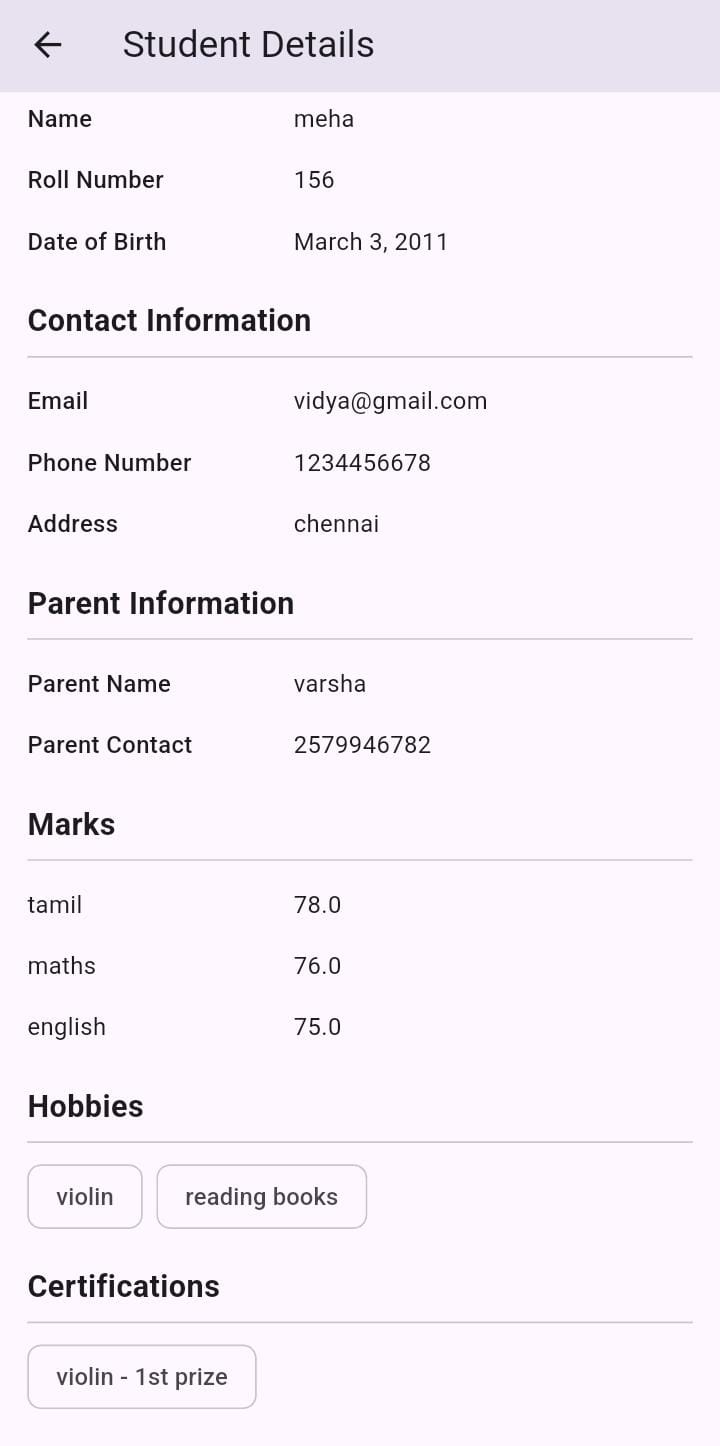 Student Details
Name meha
Roll Number 156
Date of Birth March 3, 2011
Contact Information
Email vidya@gmail.com
Phone Number 1234456678
Address chennai
Parent Information
Parent Name varsha
Parent Contact 2579946782
Marks
tamil 78.0
maths 76.0
english 75.0
Hobbies
violin reading books
Certifications
violin - 1st prize